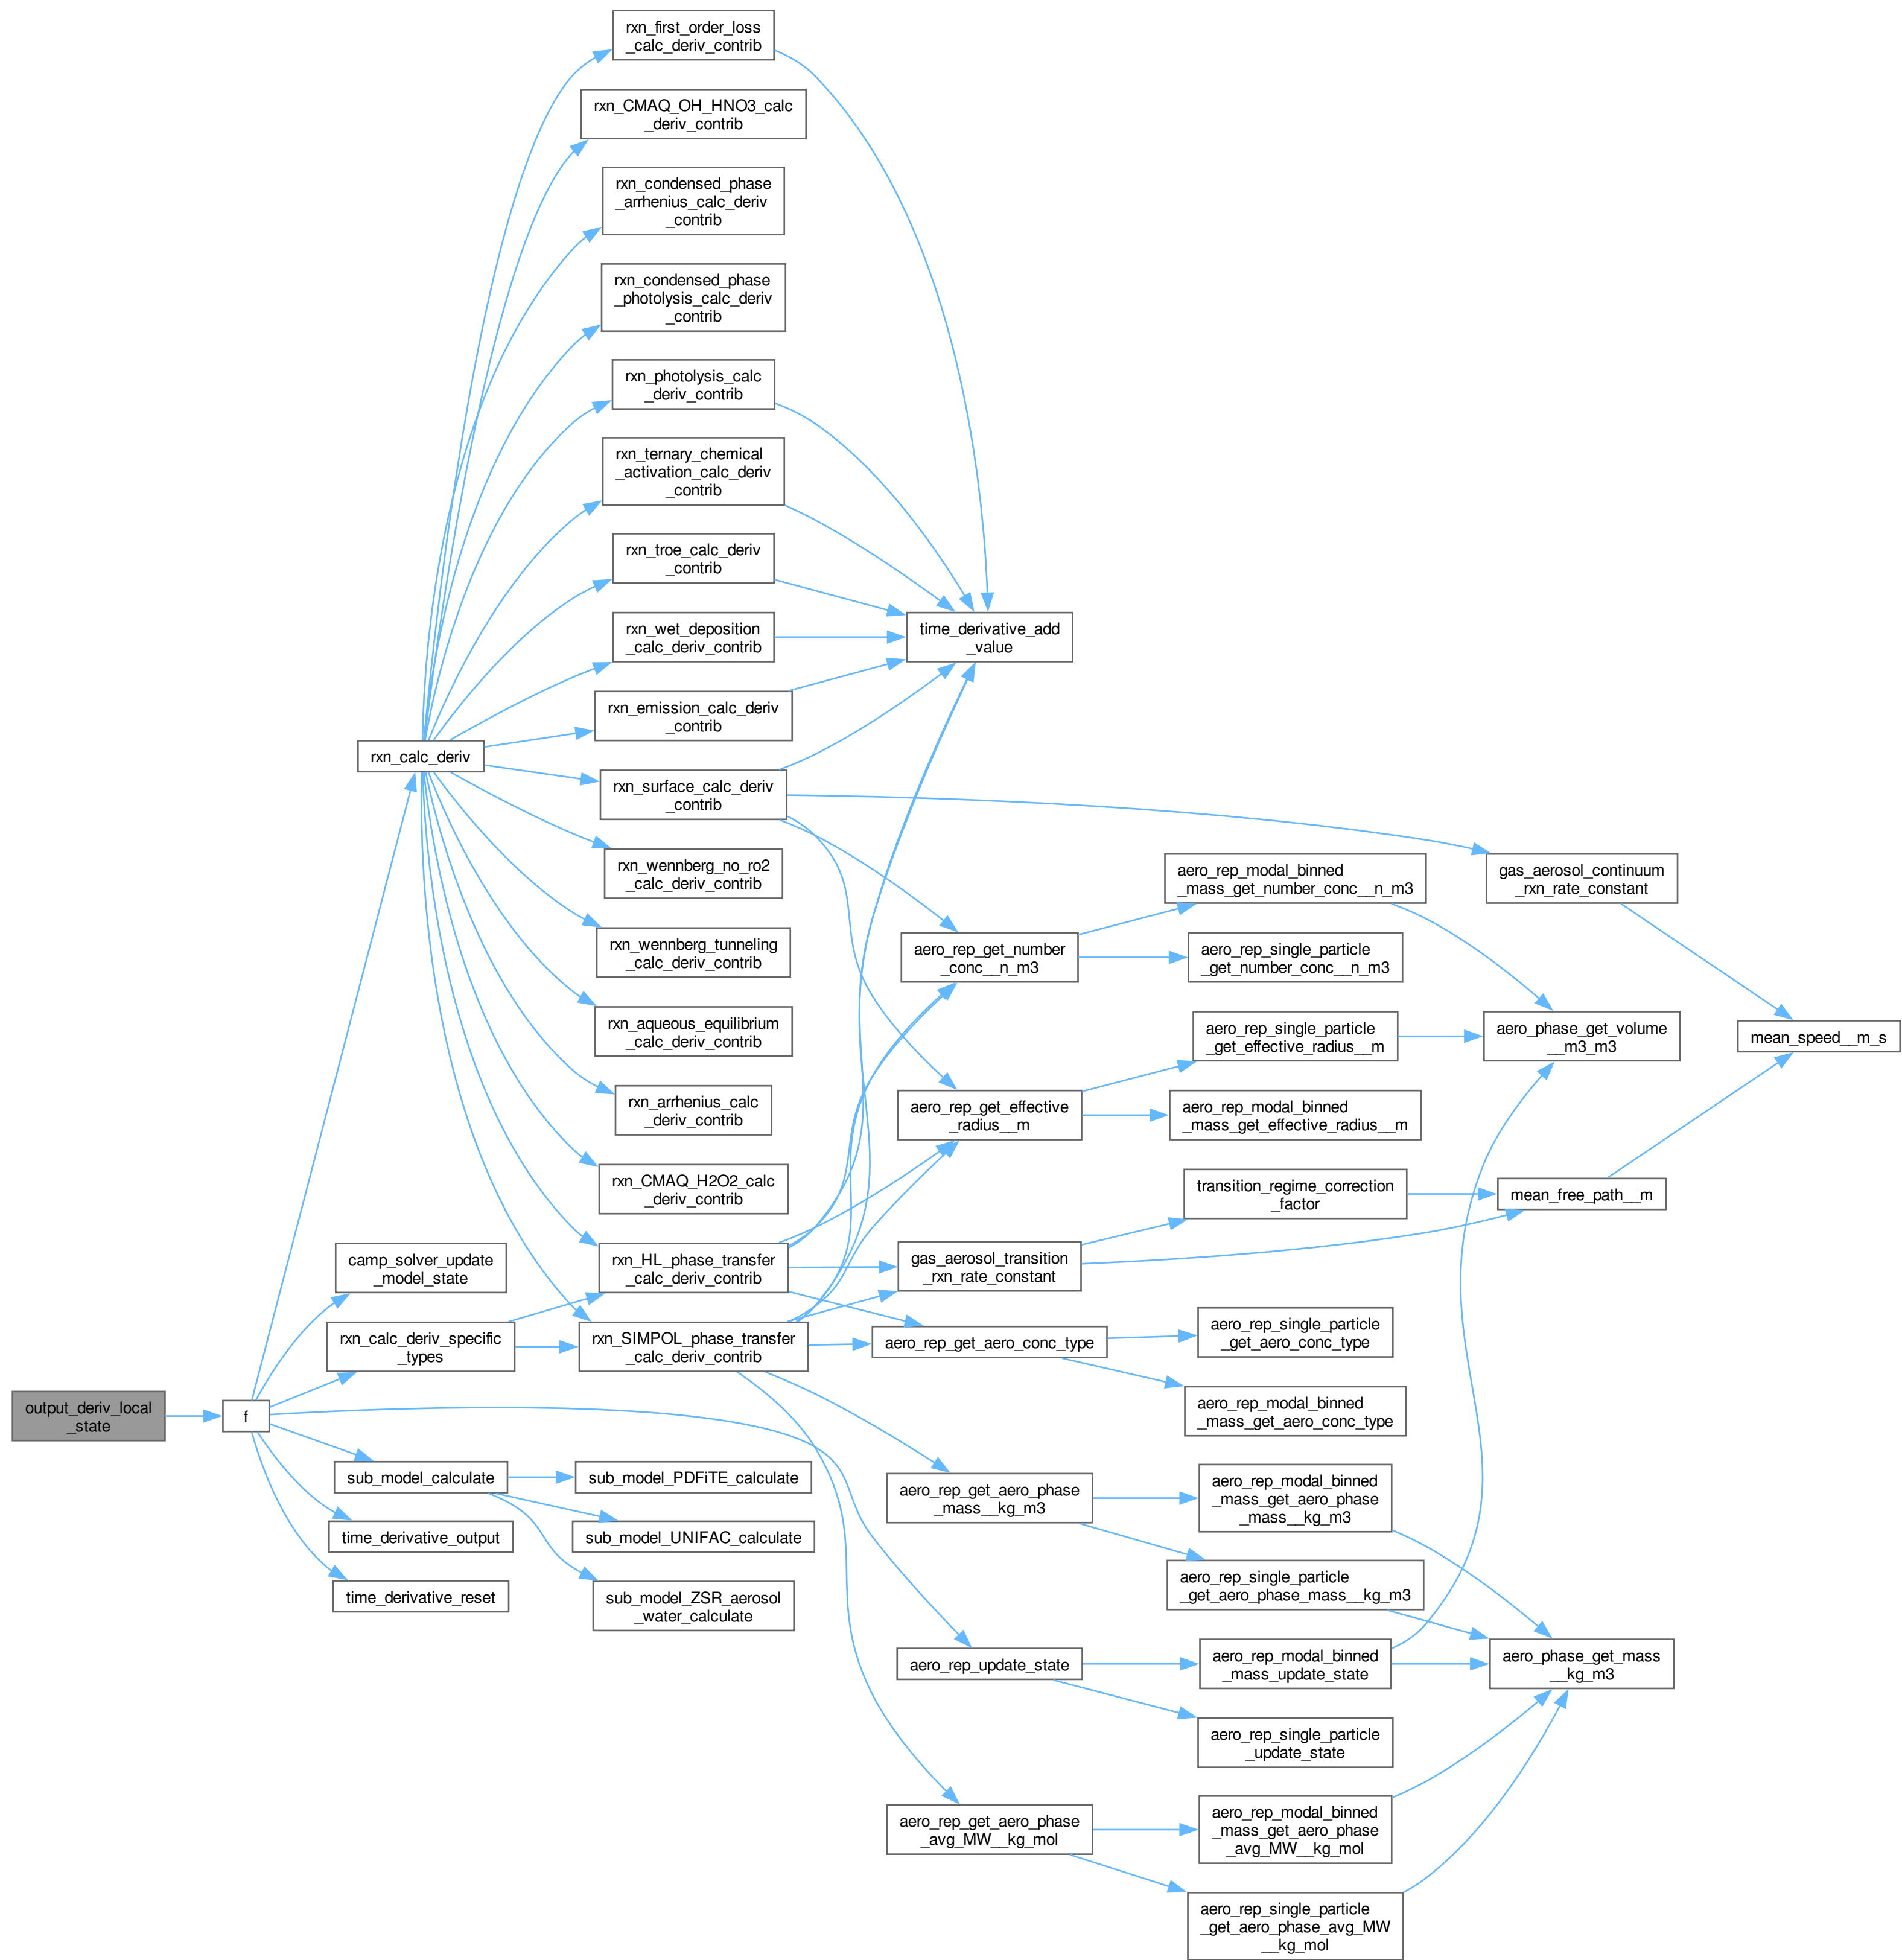 rxn_first_order_loss
_calc_deriv_contrib
rxn_CMAQ_OH_HNO3_calc
_deriv_contrib
rxn_condensed_phase
_arrhenius_calc_deriv
_contrib
rxn_condensed_phase
_photolysis_calc_deriv
_contrib
rxn_photolysis_calc
_deriv_contrib
rxn_ternary_chemical
_activation_calc_deriv
_contrib
rxn_troe_calc_deriv
_contrib
rxn_wet_deposition
_calc_deriv_contrib
time_derivative_add
_value
rxn_emission_calc_deriv
_contrib
rxn_calc_deriv
rxn_surface_calc_deriv
_contrib
rxn_wennberg_no_ro2
_calc_deriv_contrib
aero_rep_modal_binned
_mass_get_number_conc__n_m3
gas_aerosol_continuum
_rxn_rate_constant
rxn_wennberg_tunneling
_calc_deriv_contrib
aero_rep_get_number
_conc__n_m3
aero_rep_single_particle
_get_number_conc__n_m3
rxn_aqueous_equilibrium
_calc_deriv_contrib
aero_rep_single_particle
_get_effective_radius__m
aero_phase_get_volume
__m3_m3
mean_speed__m_s
rxn_arrhenius_calc
_deriv_contrib
aero_rep_get_effective
_radius__m
aero_rep_modal_binned
_mass_get_effective_radius__m
rxn_CMAQ_H2O2_calc
_deriv_contrib
transition_regime_correction
_factor
mean_free_path__m
camp_solver_update
_model_state
rxn_HL_phase_transfer
_calc_deriv_contrib
gas_aerosol_transition
_rxn_rate_constant
rxn_calc_deriv_specific
_types
rxn_SIMPOL_phase_transfer
_calc_deriv_contrib
aero_rep_get_aero_conc_type
aero_rep_single_particle
_get_aero_conc_type
output_deriv_local
_state
f
aero_rep_modal_binned
_mass_get_aero_conc_type
sub_model_calculate
sub_model_PDFiTE_calculate
aero_rep_get_aero_phase
_mass__kg_m3
aero_rep_modal_binned
_mass_get_aero_phase
_mass__kg_m3
time_derivative_output
sub_model_UNIFAC_calculate
time_derivative_reset
sub_model_ZSR_aerosol
_water_calculate
aero_rep_single_particle
_get_aero_phase_mass__kg_m3
aero_rep_update_state
aero_rep_modal_binned
_mass_update_state
aero_phase_get_mass
__kg_m3
aero_rep_single_particle
_update_state
aero_rep_get_aero_phase
_avg_MW__kg_mol
aero_rep_modal_binned
_mass_get_aero_phase
_avg_MW__kg_mol
aero_rep_single_particle
_get_aero_phase_avg_MW
__kg_mol